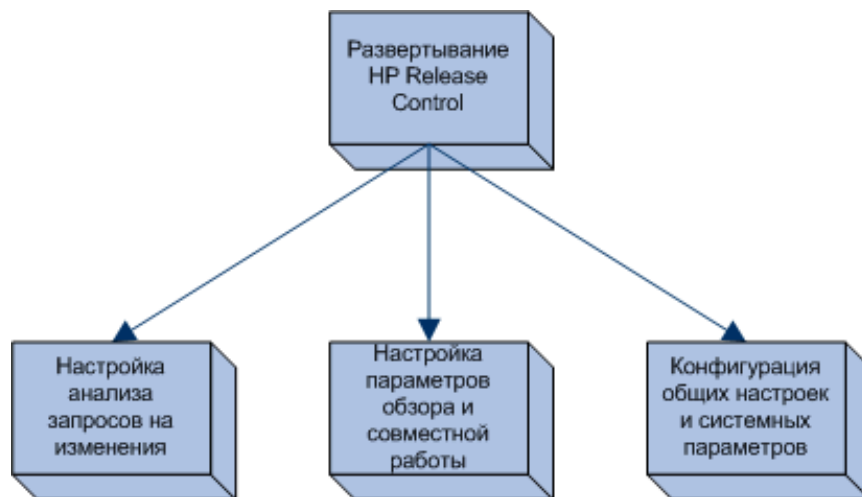 Развертывание
HP Release
Control
Настройка
анализа
запросов на
изменения
Настройка
параметров
обзора и
совместной
работы
Конфигурация
общих настроек
и системных
параметров